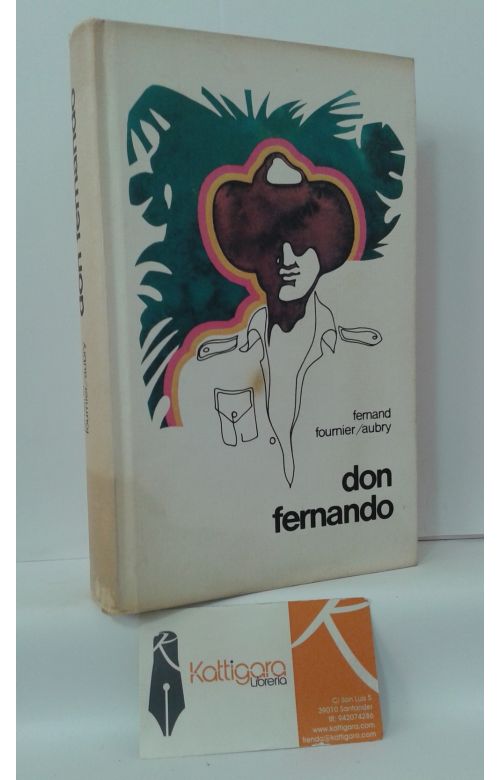 don fernando
fournier/aubry
fernand
fournier/aubry
don
fernando
Kattigara
Librería
C/ San Luis 5
39010 Santander
tlf: 942074286
www.kattigara.com
tienda@kattigara.com